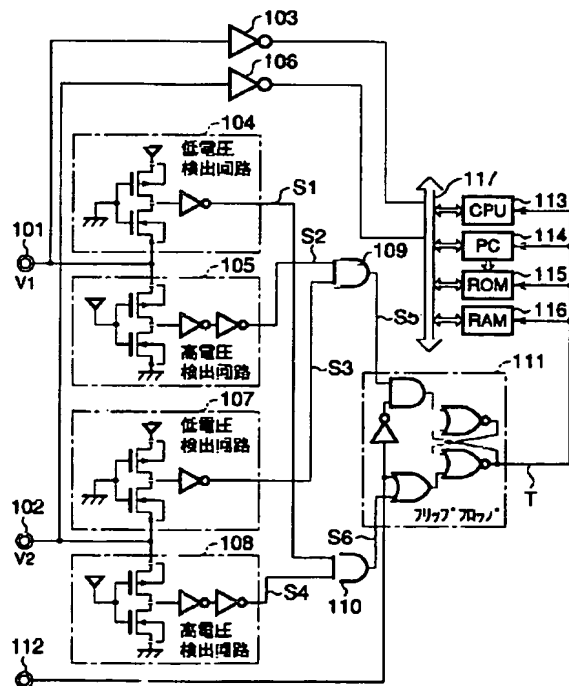 103
106
104
低電圧
検出回路
S1
117
113
CPU
114
PC
115
ROM
116
RAM
101
V1
105
S2
109
高電圧
検出回路
S3
S5
111
107
低電圧
検出回路
フリップフロップ
T
102
V2
108
S6
S4
110
高電圧
検出回路
112